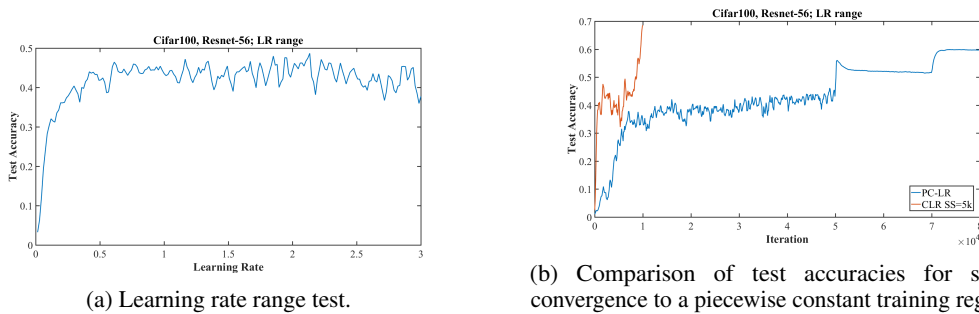 Cifar100, Resnet-56; LR range
Test Accuracy
0.5
0.4
0.3
0.2
0.1
0
0
0.5
1
1.5
2
2.5
3
Learning Rate
(a) Learning rate range test.
Cifar100, Resnet-56; LR range
Test Accuracy
0.7
0.6
0.5
0.4
0.3
0.2
0.1
0
PC-LR
CLR SS=5k
0
2
4
6
8
×10
Iteration
(b) Comparison of test accuracies for s
convergence to a piecewise constant training